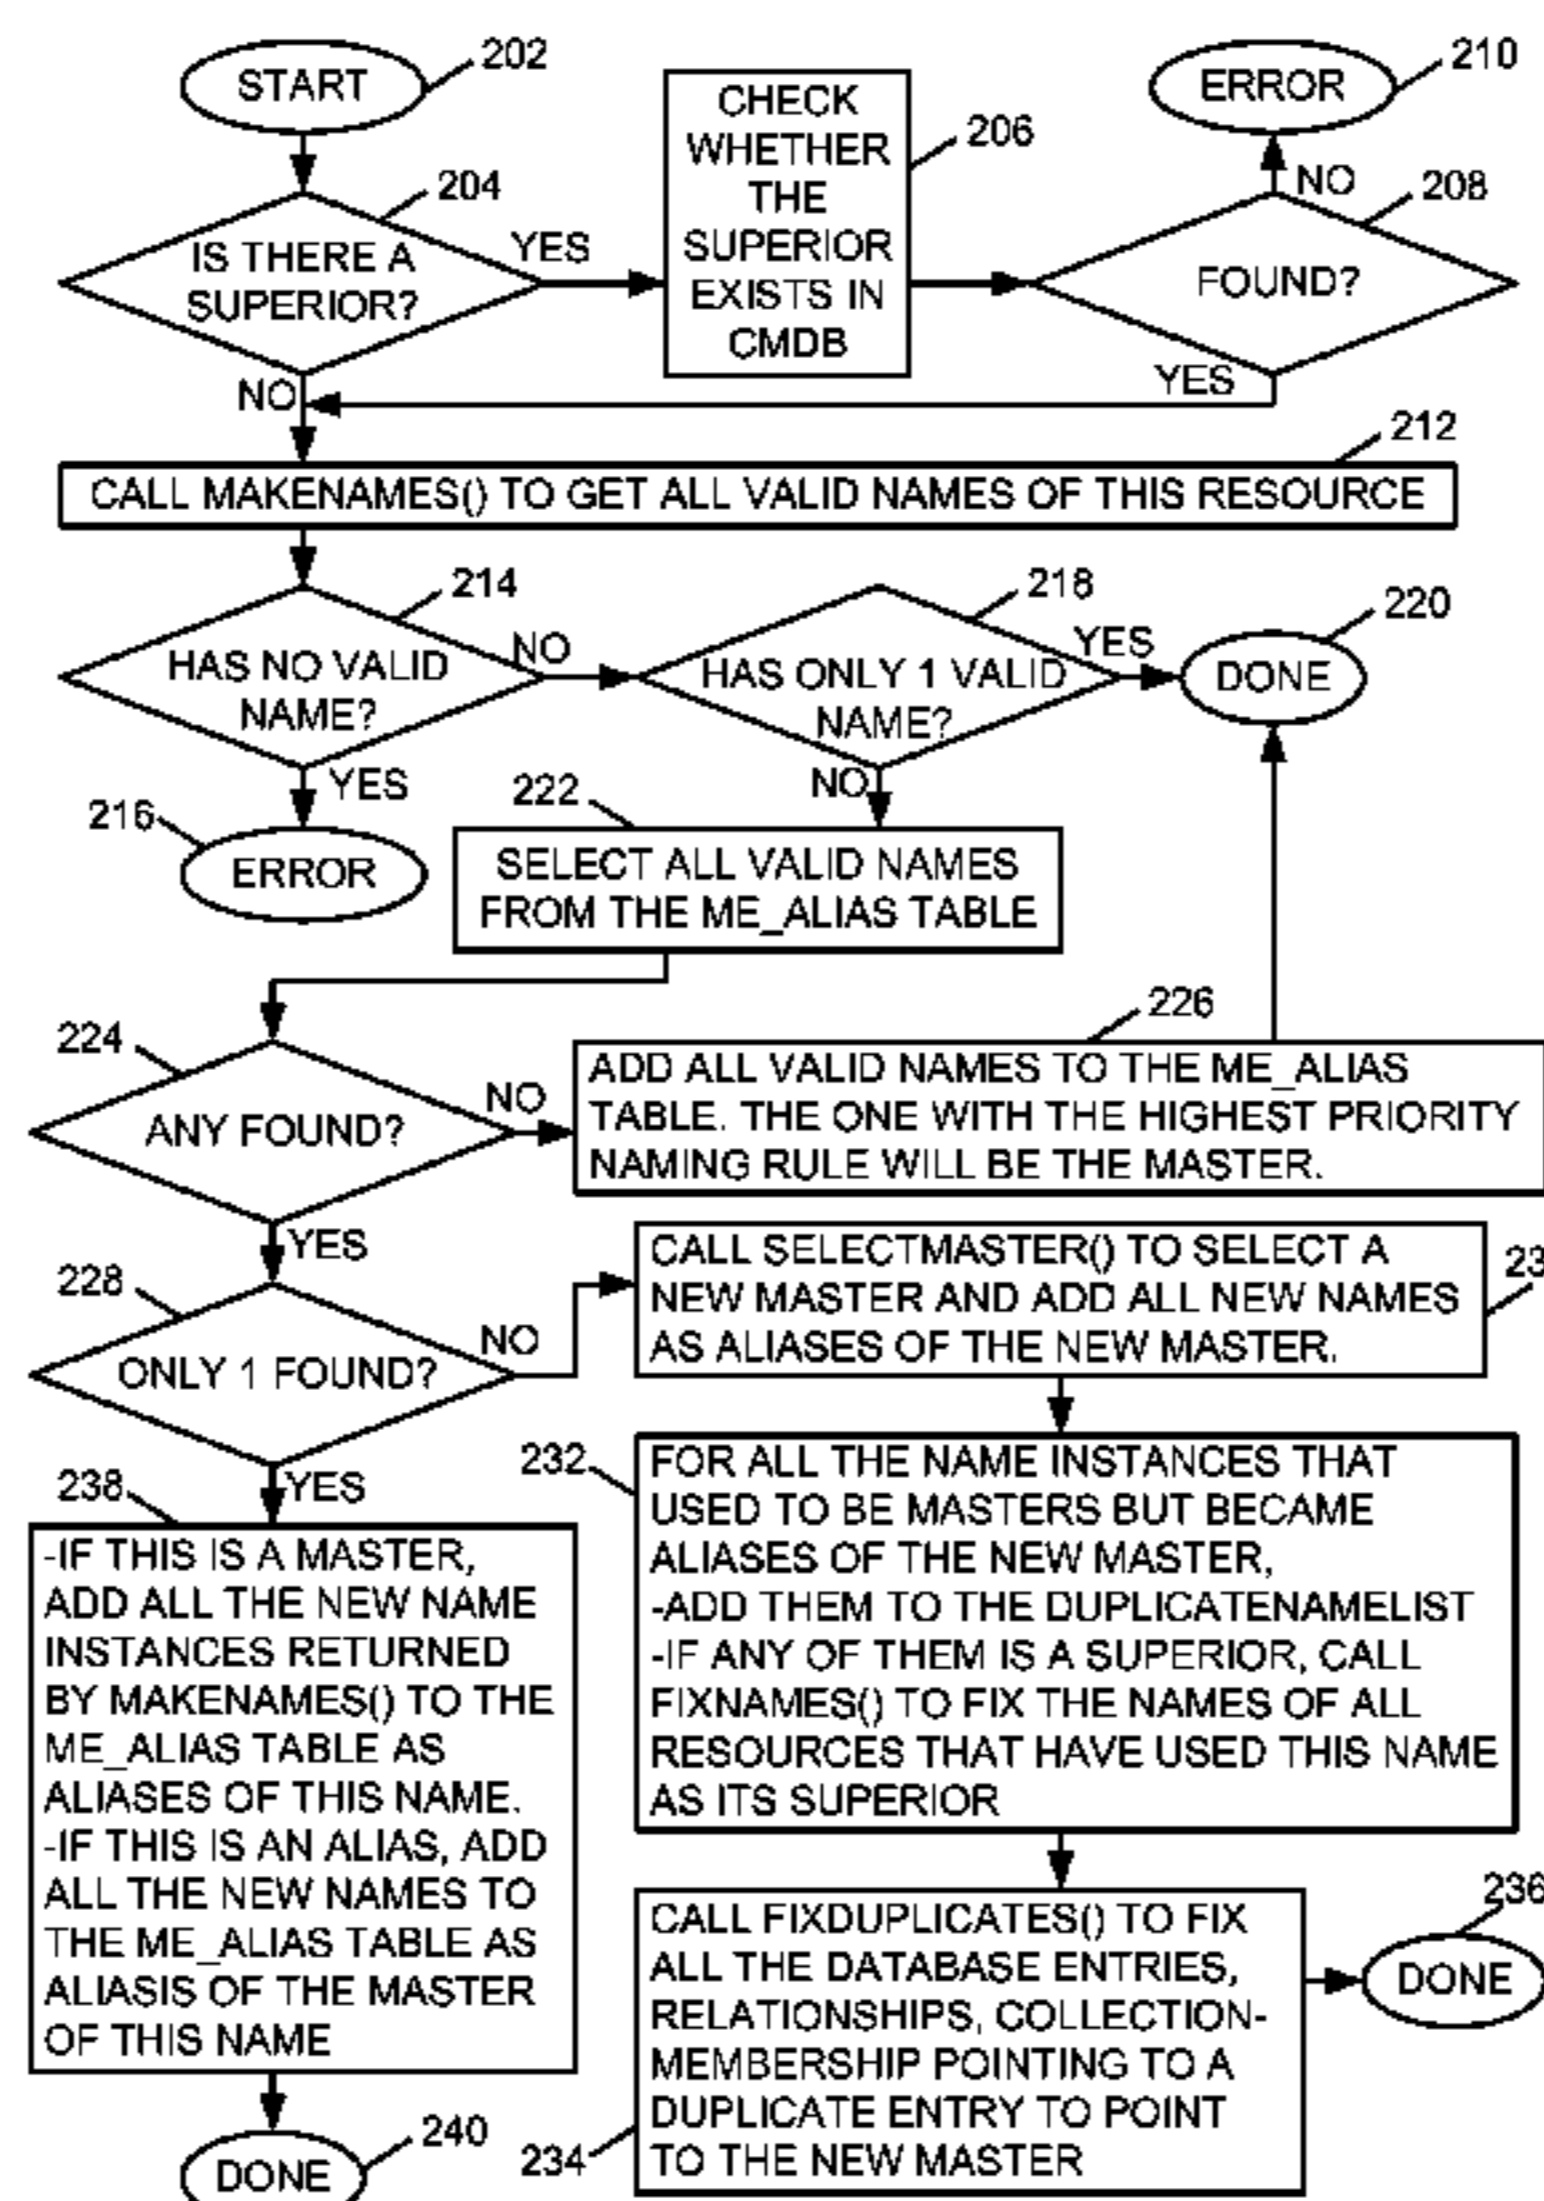 START
202
IS THERE A
SUPERIOR?
204
YES
NO
CHECK
WHETHER
THE
SUPERIOR
EXISTS IN
CMDB
206
ERROR
210
NO
208
FOUND?
YES
212
CALL MAKENAMES() TO GET ALL VALID NAMES OF THIS RESOURCE
214
HAS NO VALID
NAME?
NO
YES
216
ERROR
218
HAS ONLY 1 VALID
NAME?
YES
NO
220
DONE
222
SELECT ALL VALID NAMES
FROM THE ME_ALIAS TABLE
224
ANY FOUND?
NO
YES
226
ADD ALL VALID NAMES TO THE ME_ALIAS
TABLE. THE ONE WITH THE HIGHEST PRIORITY
NAMING RULE WILL BE THE MASTER.
228
ONLY 1 FOUND?
NO
YES
CALL SELECTMASTER() TO SELECT A
NEW MASTER AND ADD ALL NEW NAMES
AS ALIASES OF THE NEW MASTER.
232
FOR ALL THE NAME INSTANCES THAT
USED TO BE MASTERS BUT BECAME
ALIASES OF THE NEW MASTER,
-ADD THEM TO THE DUPLICATENAMELIST
-IF ANY OF THEM IS A SUPERIOR, CALL
FIXNAMES() TO FIX THE NAMES OF ALL
RESOURCES THAT HAVE USED THIS NAME
AS ITS SUPERIOR
238
-IF THIS IS A MASTER,
ADD ALL THE NEW NAME
INSTANCES RETURNED
BY MAKENAMES() TO THE
ME_ALIAS TABLE AS
ALIASES OF THIS NAME.
-IF THIS IS AN ALIAS, ADD
ALL THE NEW NAMES TO
THE ME_ALIAS TABLE AS
ALIASIS OF THE MASTER
OF THIS NAME
234
CALL FIXDUPLICATES() TO FIX
ALL THE DATABASE ENTRIES,
RELATIONSHIPS, COLLECTION-
MEMBERSHIP POINTING TO A
DUPLICATE ENTRY TO POINT
TO THE NEW MASTER
236
DONE
240
DONE